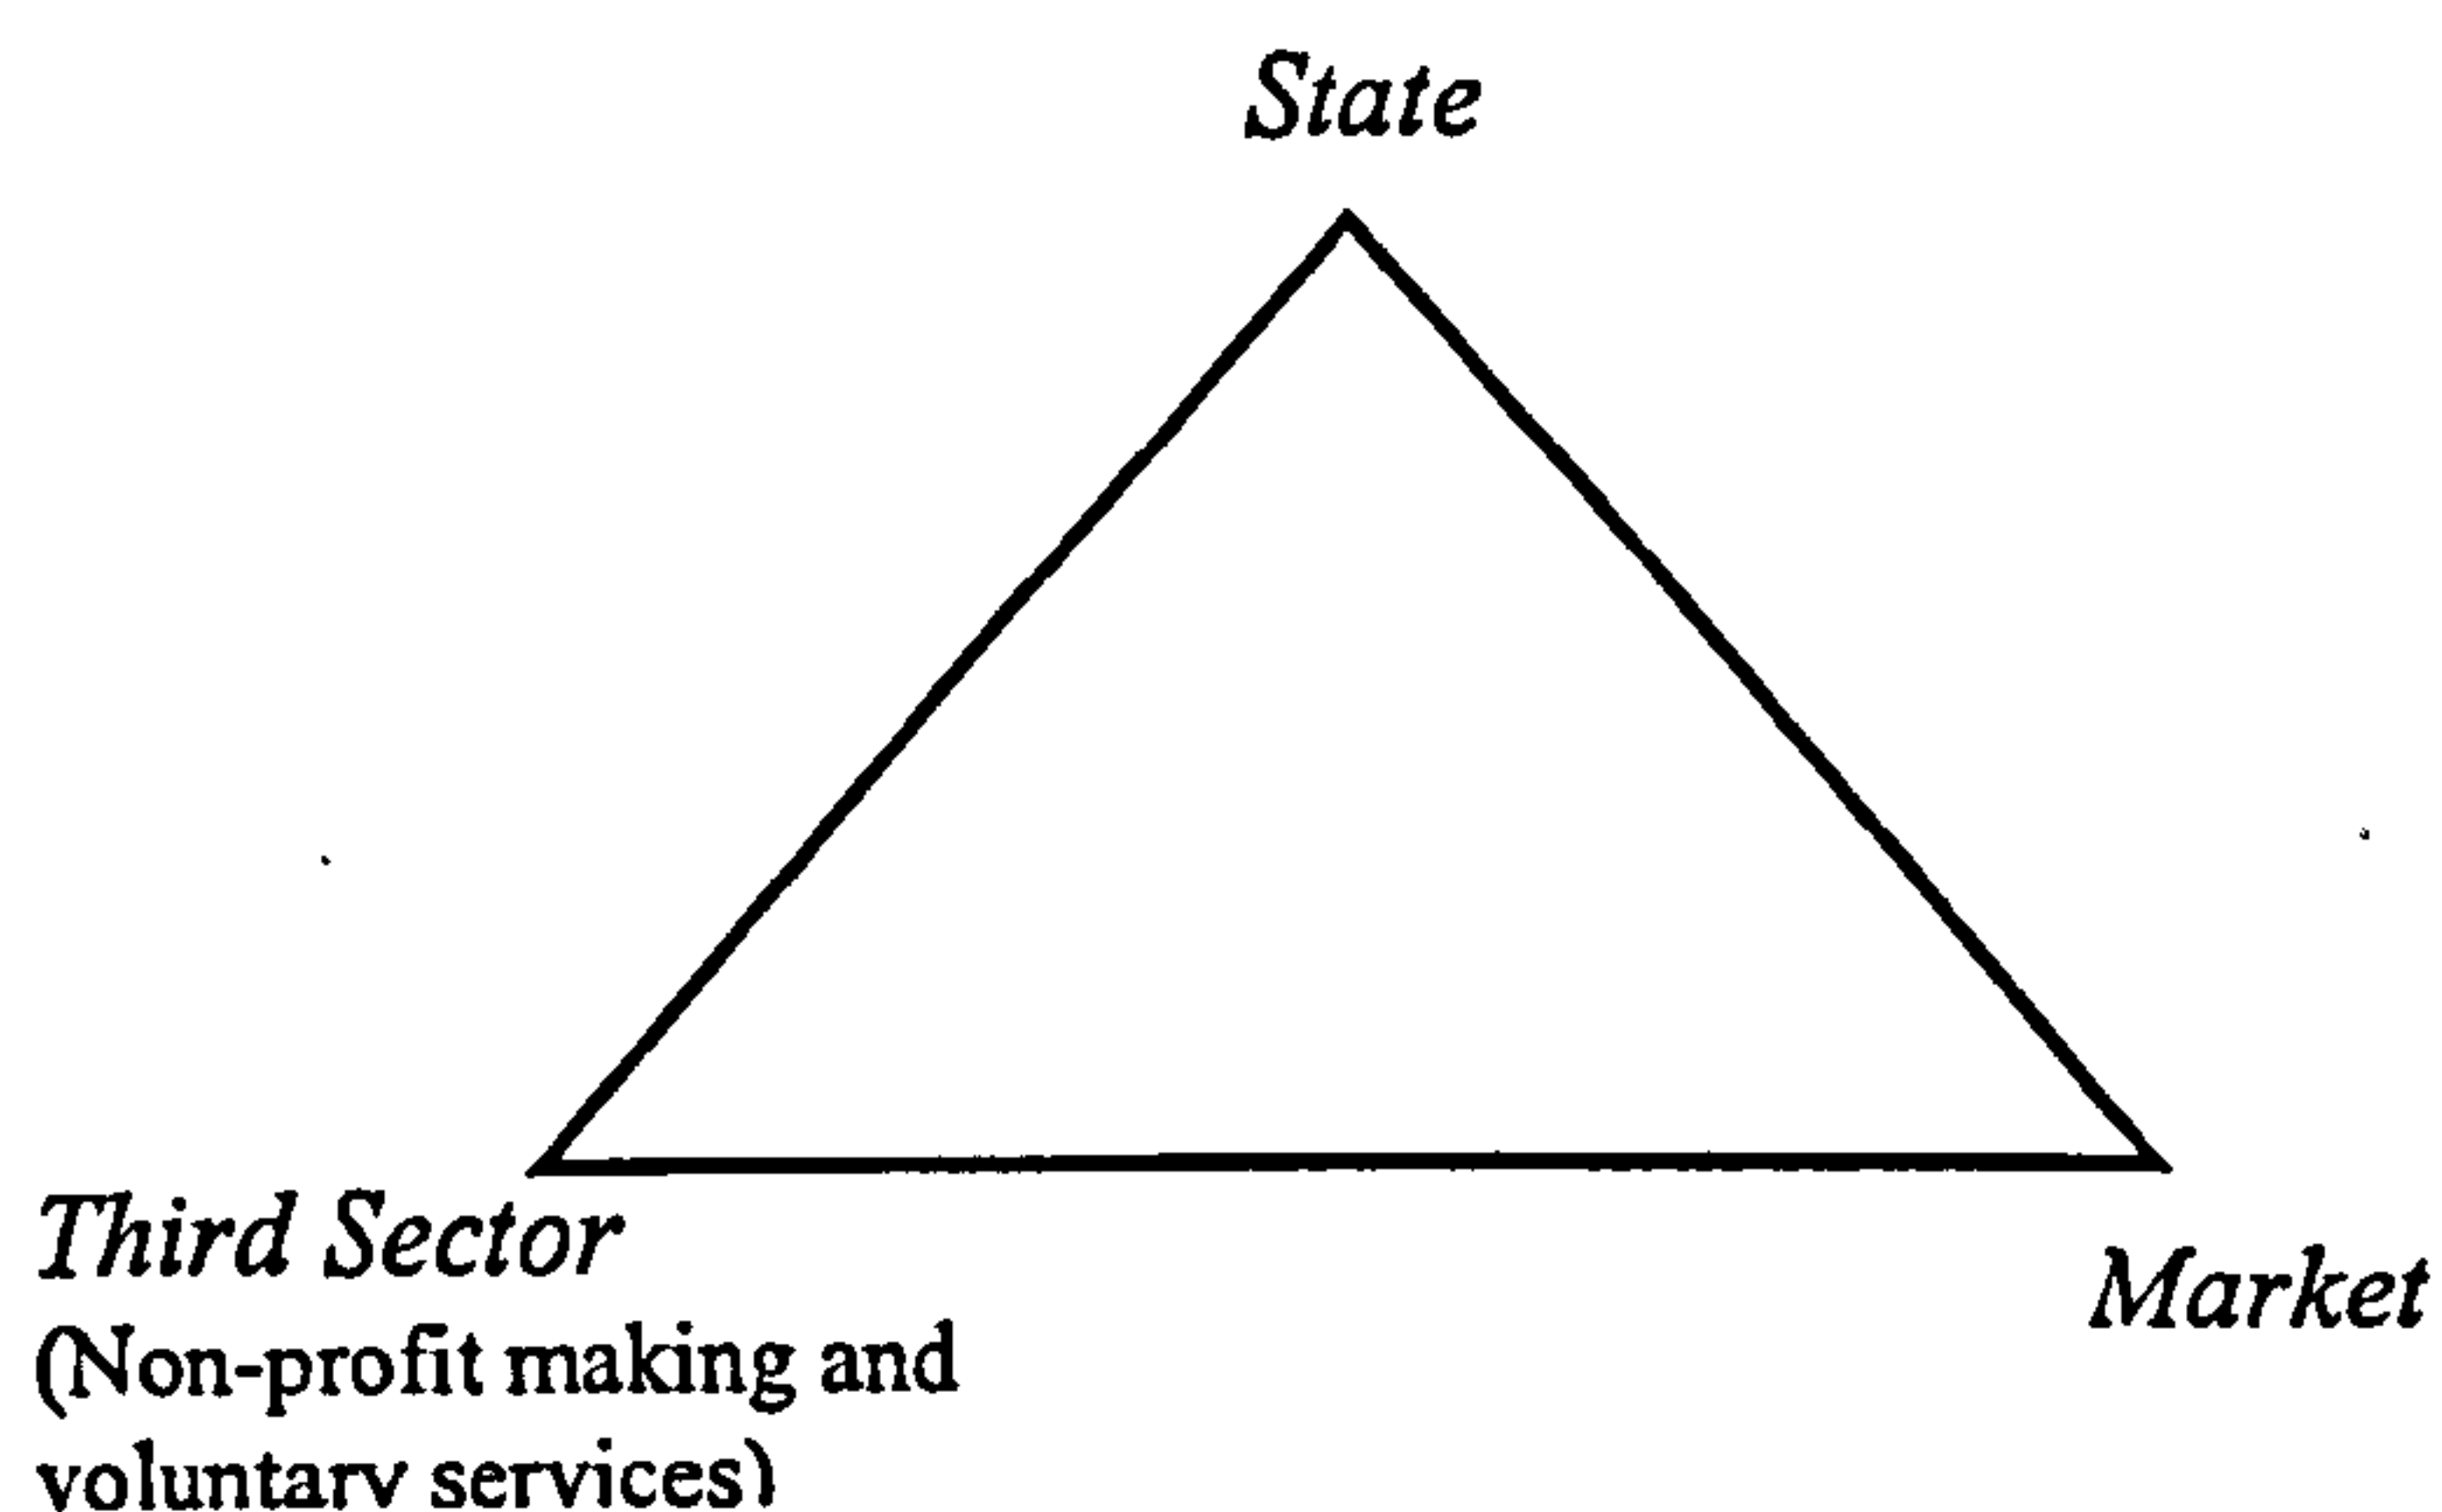 State
Third Sector
Market
(Non-profit making and
voluntary services)